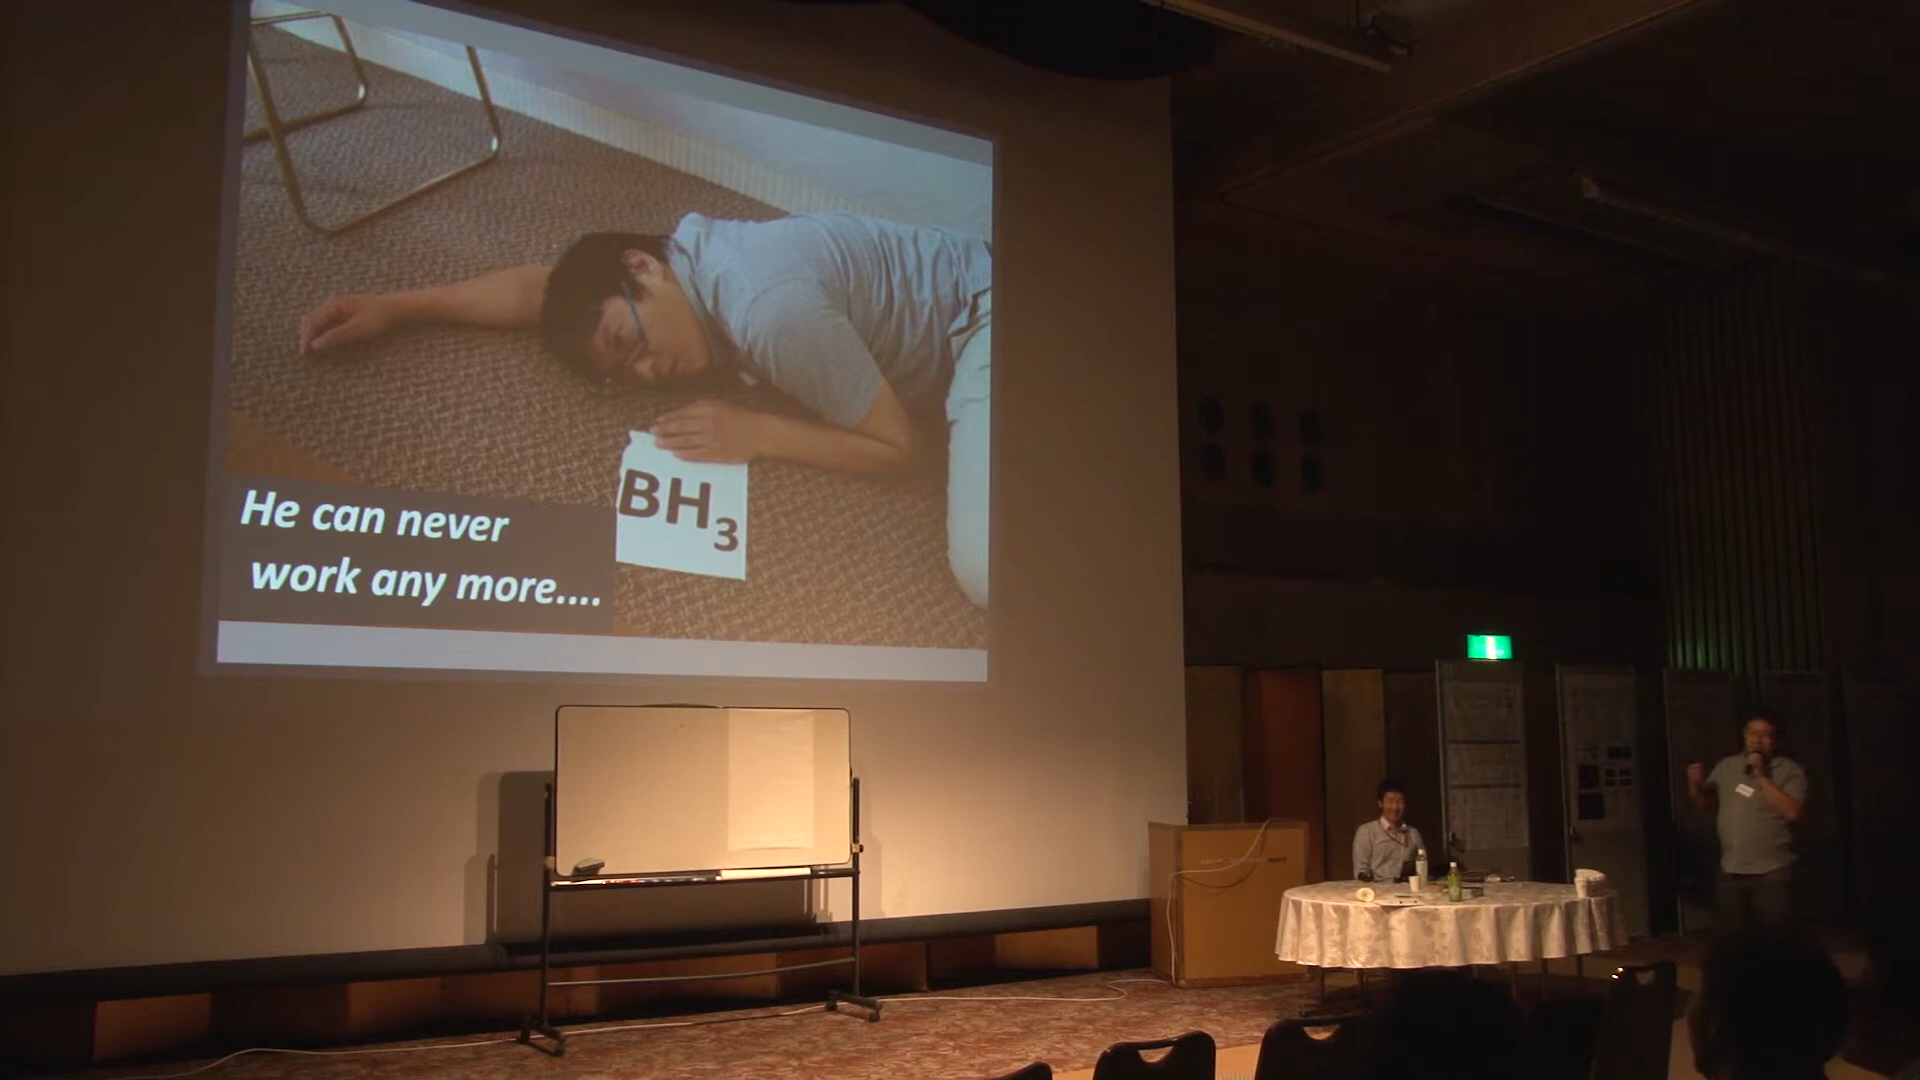 He can never
work any more....
BH₃